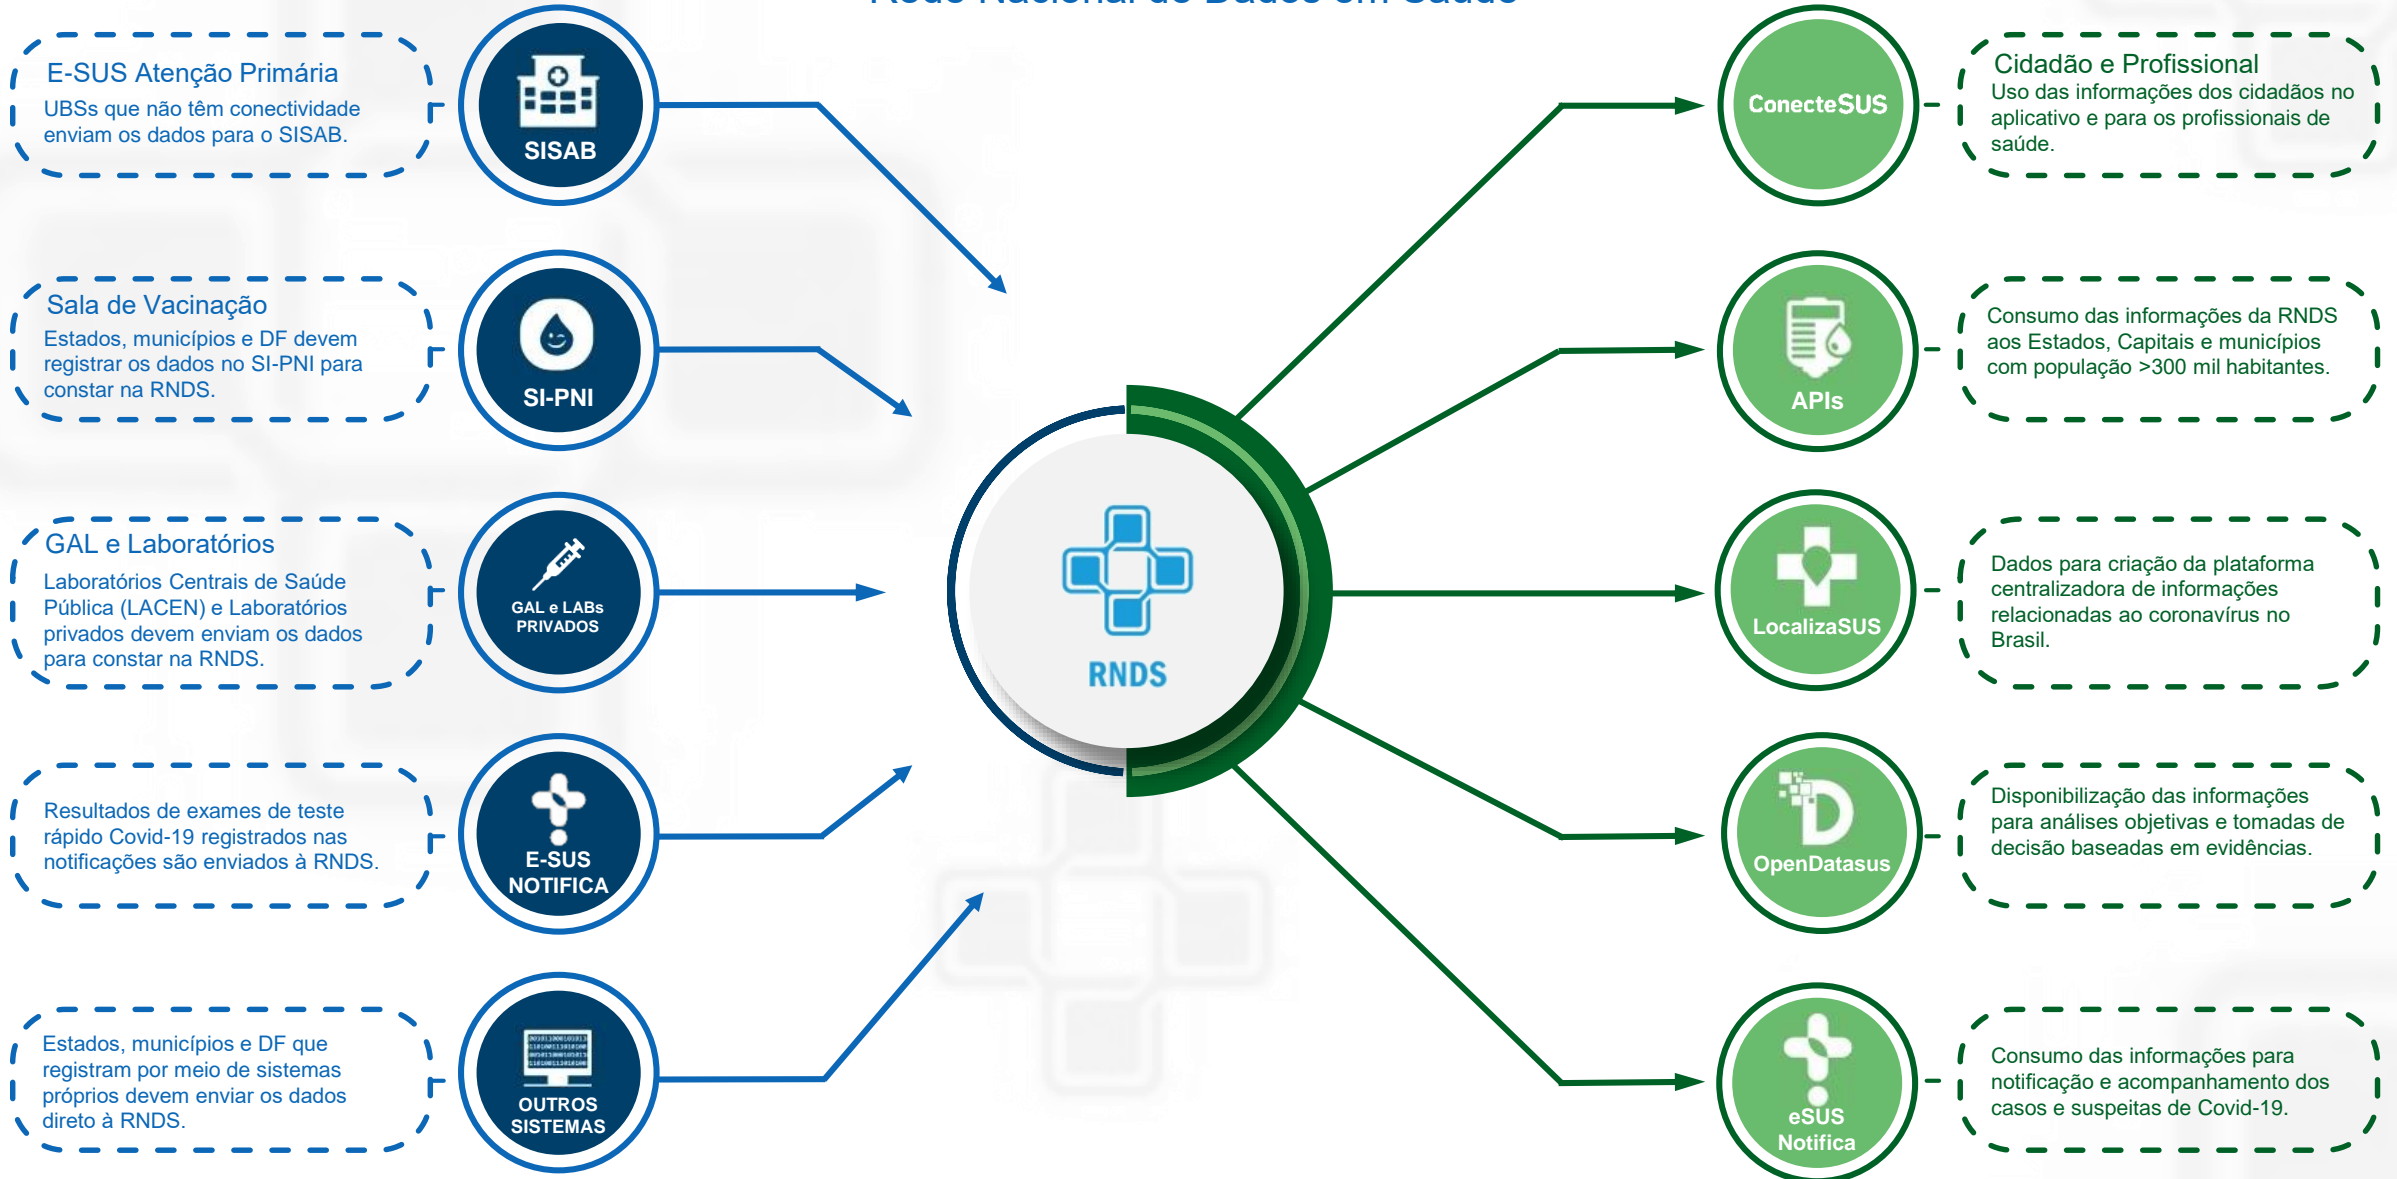 Rede Nacional de Dados em Saúde
E-SUS Atenção Primária
UBSs que não têm conectividade
enviam os dados para o SISAB.
SISAB
Sala de Vacinação
Estados, municípios e DF devem
registrar os dados no SI-PNI para
constar na RNDS.
SI-PNI
GAL e Laboratórios
Laboratórios Centrais de Saúde
Pública (LACEN) e Laboratórios
privados devem enviam os dados
para constar na RNDS.
GAL e LABs
PRIVADOS
Resultados de exames de teste
rápido Covid-19 registrados nas
notificações são enviados à RNDS.
E-SUS
NOTIFICA
Estados, municípios e DF que
registram por meio de sistemas
próprios devem enviar os dados
direto à RNDS.
OUTROS
SISTEMAS
RNDS
ConecteSUS
Cidadão e Profissional
Uso das informações dos cidadãos no
aplicativo e para os profissionais de
saúde.
APIs
Consumo das informações da RNDS
aos Estados, Capitais e municípios
com população >300 mil habitantes.
LocalizaSUS
Dados para criação da plataforma
centralizadora de informações
relacionadas ao coronavírus no
Brasil.
OpenDatasus
Disponibilização das informações
para análises objetivas e tomadas de
decisão baseadas em evidências.
eSUS
Notifica
Consumo das informações para
notificação e acompanhamento dos
casos e suspeitas de Covid-19.